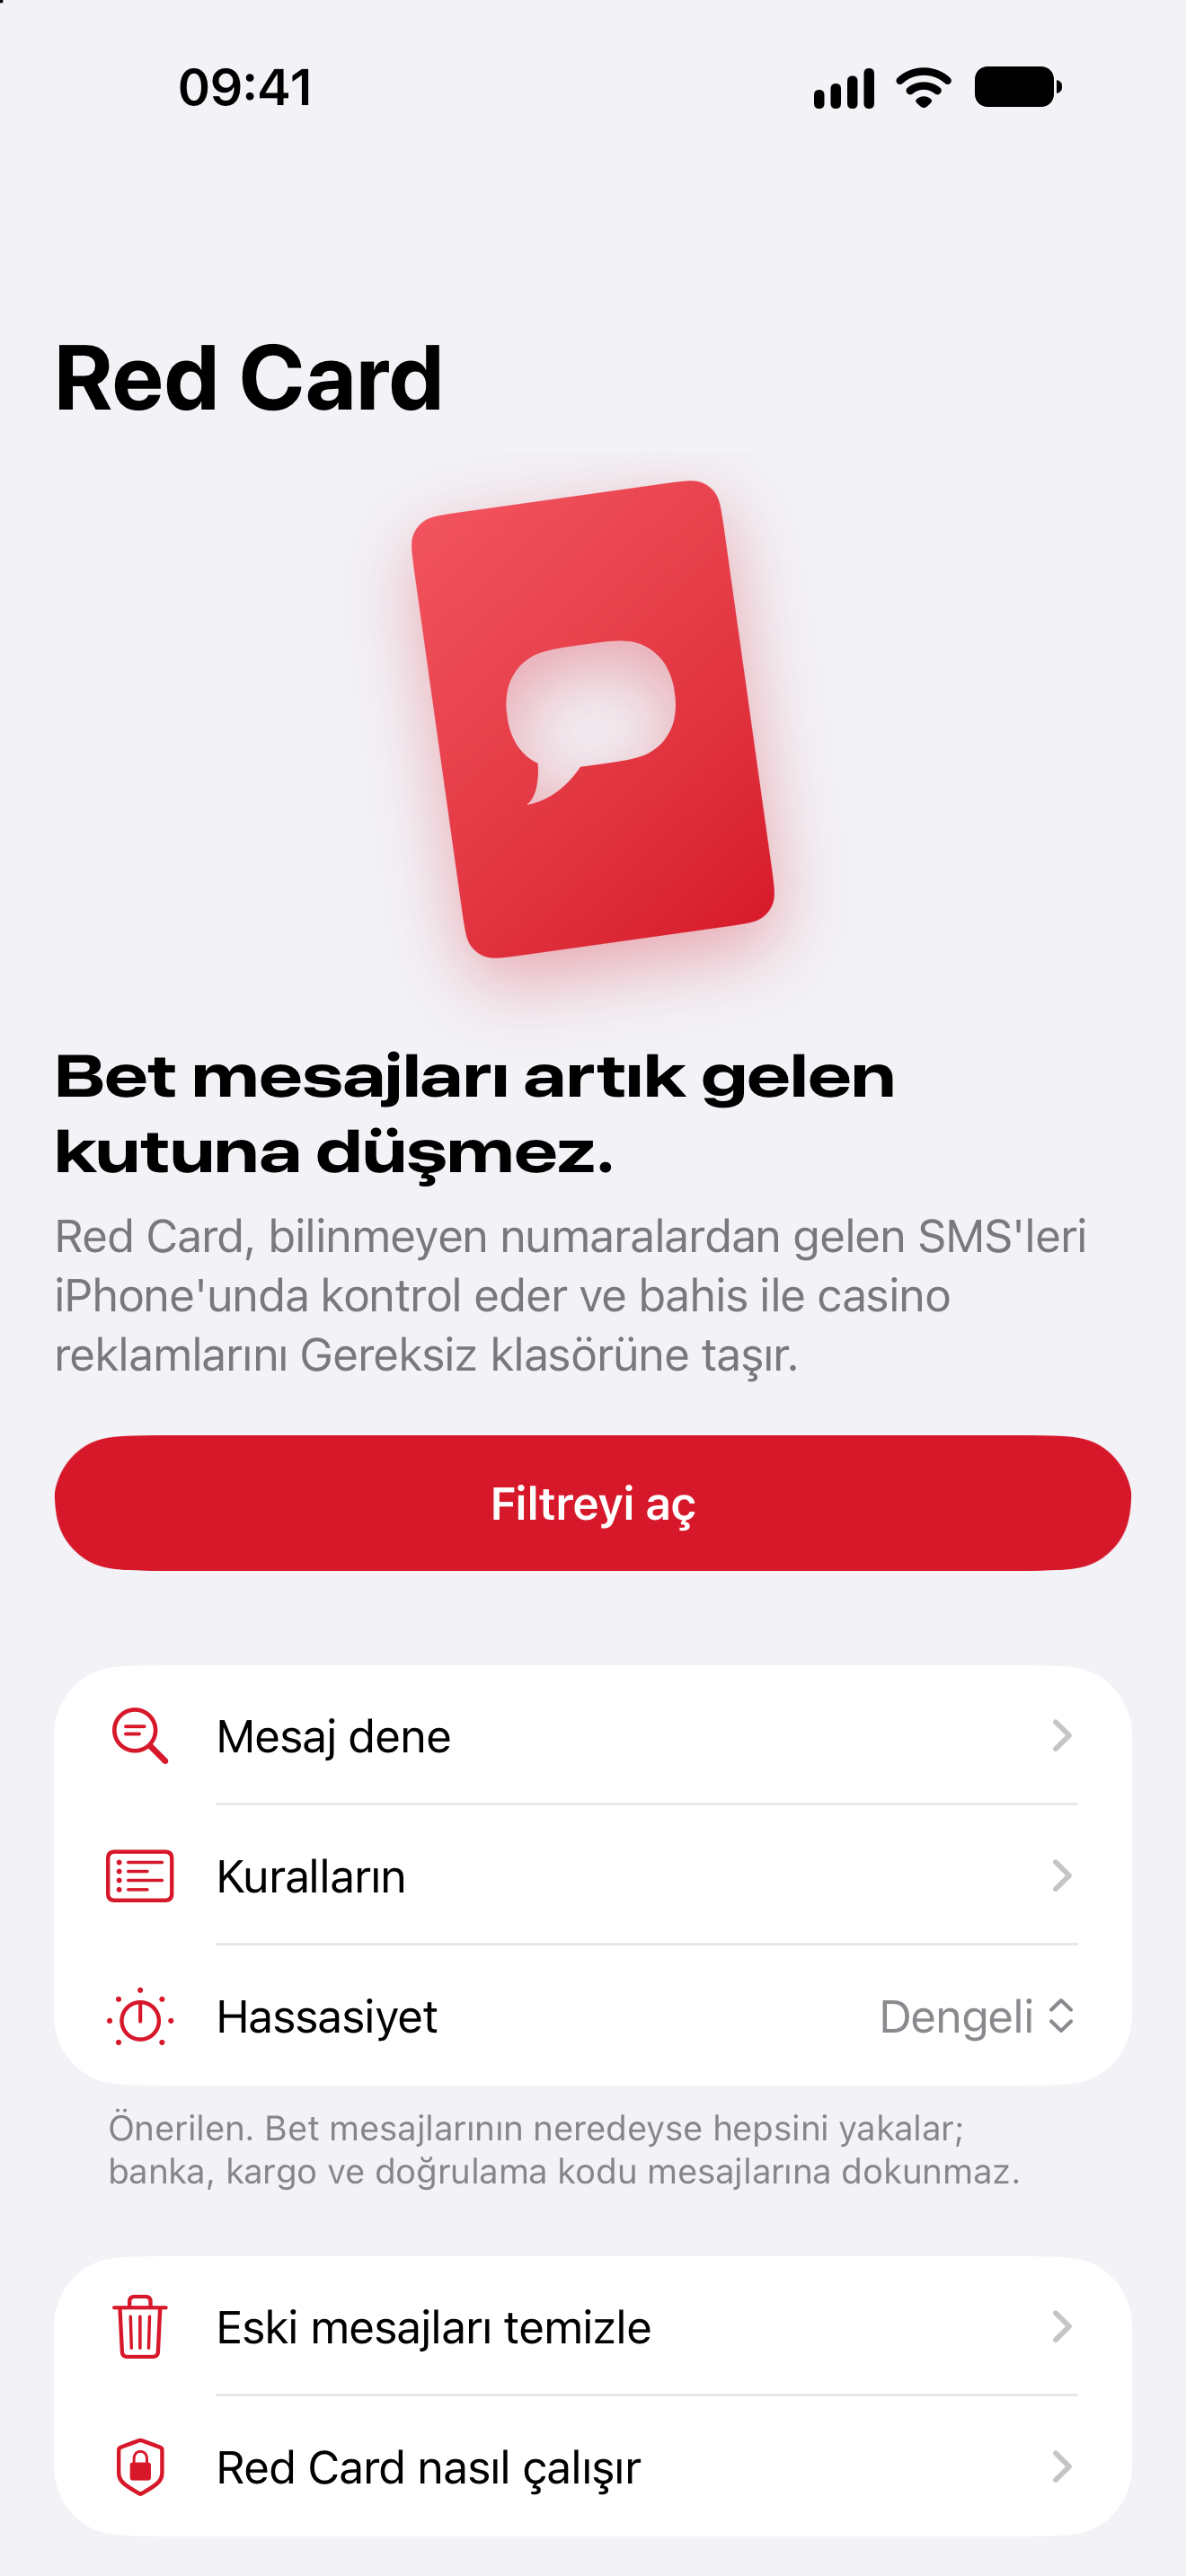 09:41
Red Card
Bet mesajları artık gelen
kutuna düşmez.
Red Card, bilinmeyen numaralardan gelen SMS'leri
iPhone'unda kontrol eder ve bahis ile casino
reklamlarını Gereksiz klasörüne taşır.
Filtreyi aç
Mesaj dene
Kuralların
Hassasiyet Dengeli
Önerilen. Bet mesajlarının neredeyse hepsini yakalar;
banka, kargo ve doğrulama kodu mesajlarına dokunmaz.
Eski mesajları temizle
Red Card nasıl çalışır